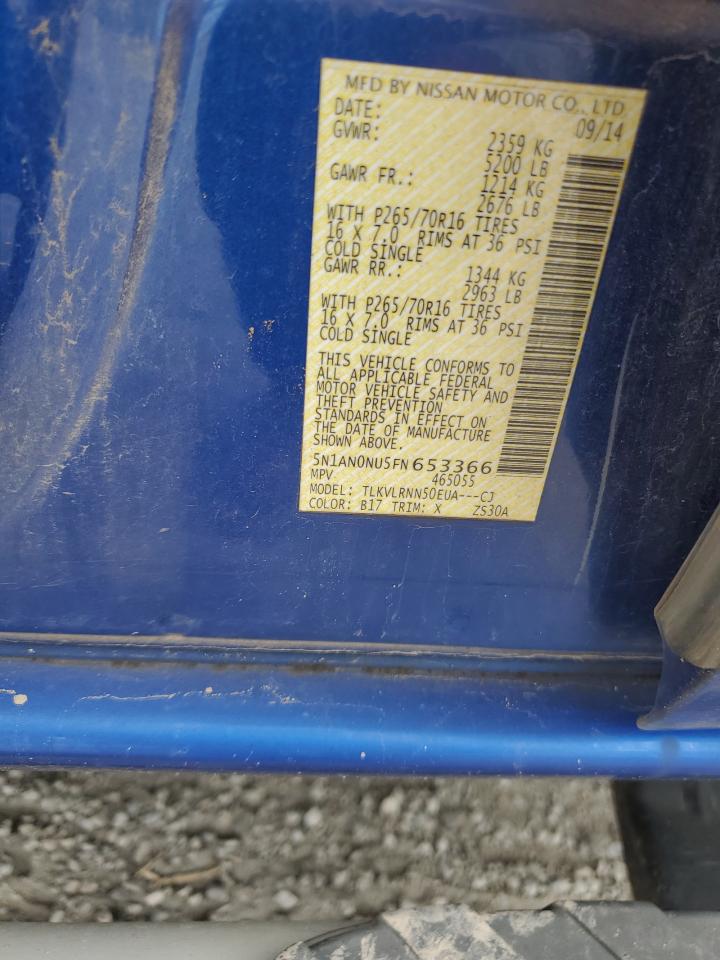 MFD BY NISSAN MOTOR CO., LTD
DATE: 09/14
GVWR: 2359 KG
5200 LB
GAWR FR.: 1214 KG
2676 LB
WITH P265/70R16 TIRES
16 X 7.0 RIMS AT 36 PSI
COLD SINGLE
GAWR RR.: 1344 KG
2963 LB
WITH P265/70R16 TIRES
16 X 7.0 RIMS AT 36 PSI
COLD SINGLE
THIS VEHICLE CONFORMS TO
ALL APPLICABLE FEDERAL
MOTOR VEHICLE SAFETY AND
THEFT PREVENTION
STANDARDS IN EFFECT ON
THE DATE OF MANUFACTURE
SHOWN ABOVE.
5N1AN0NU5FN653366
MPV 465055
MODEL: TLKVLRNN50EUA---CJ
COLOR: B17 TRIM: X ZS30A